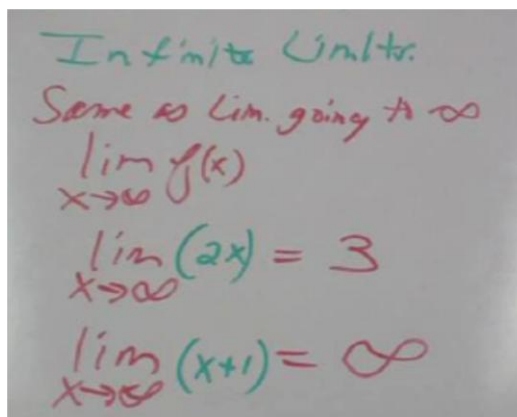 Infinite Limits.
Same as Lim. going to ∞
lim f(x)
x→∞
lim (2x) = 3
x→∞
lim (x+1) = ∞
x→∞